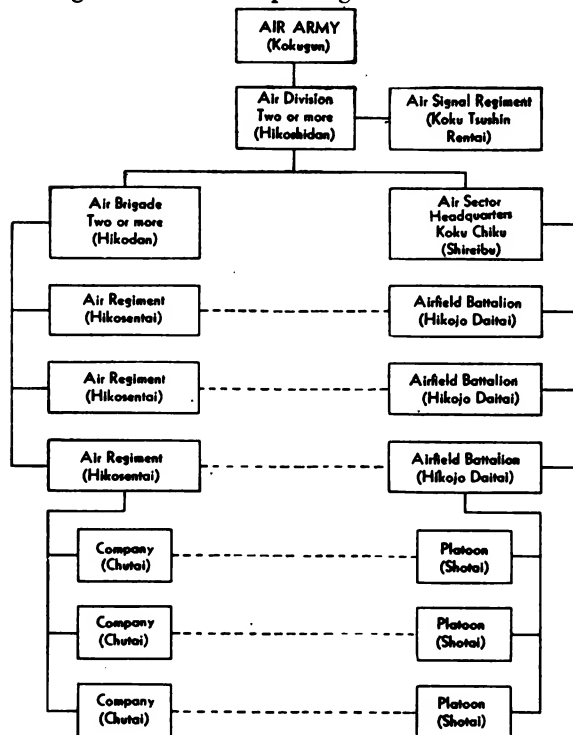 AIR ARMY
(Kokugun)
Air Division
Two or more
(Hikoshidan)
Air Signal Regiment
(Koku Tsushin
Rentai)
Air Brigade
Two or more
(Hikodan)
Air Sector
Headquarters
Koku Chiku
(Shireibu)
Air Regiment
(Hikosentai)
Airfield Battalion
(Hikojo Daitai)
Air Regiment
(Hikosentai)
Airfield Battalion
(Hikojo Daitai)
Air Regiment
(Hikosentai)
Airfield Battalion
(Hikojo Daitai)
Company
(Chutai)
Platoon
(Shotai)
Company
(Chutai)
Platoon
(Shotai)
Company
(Chutai)
Platoon
(Shotai)